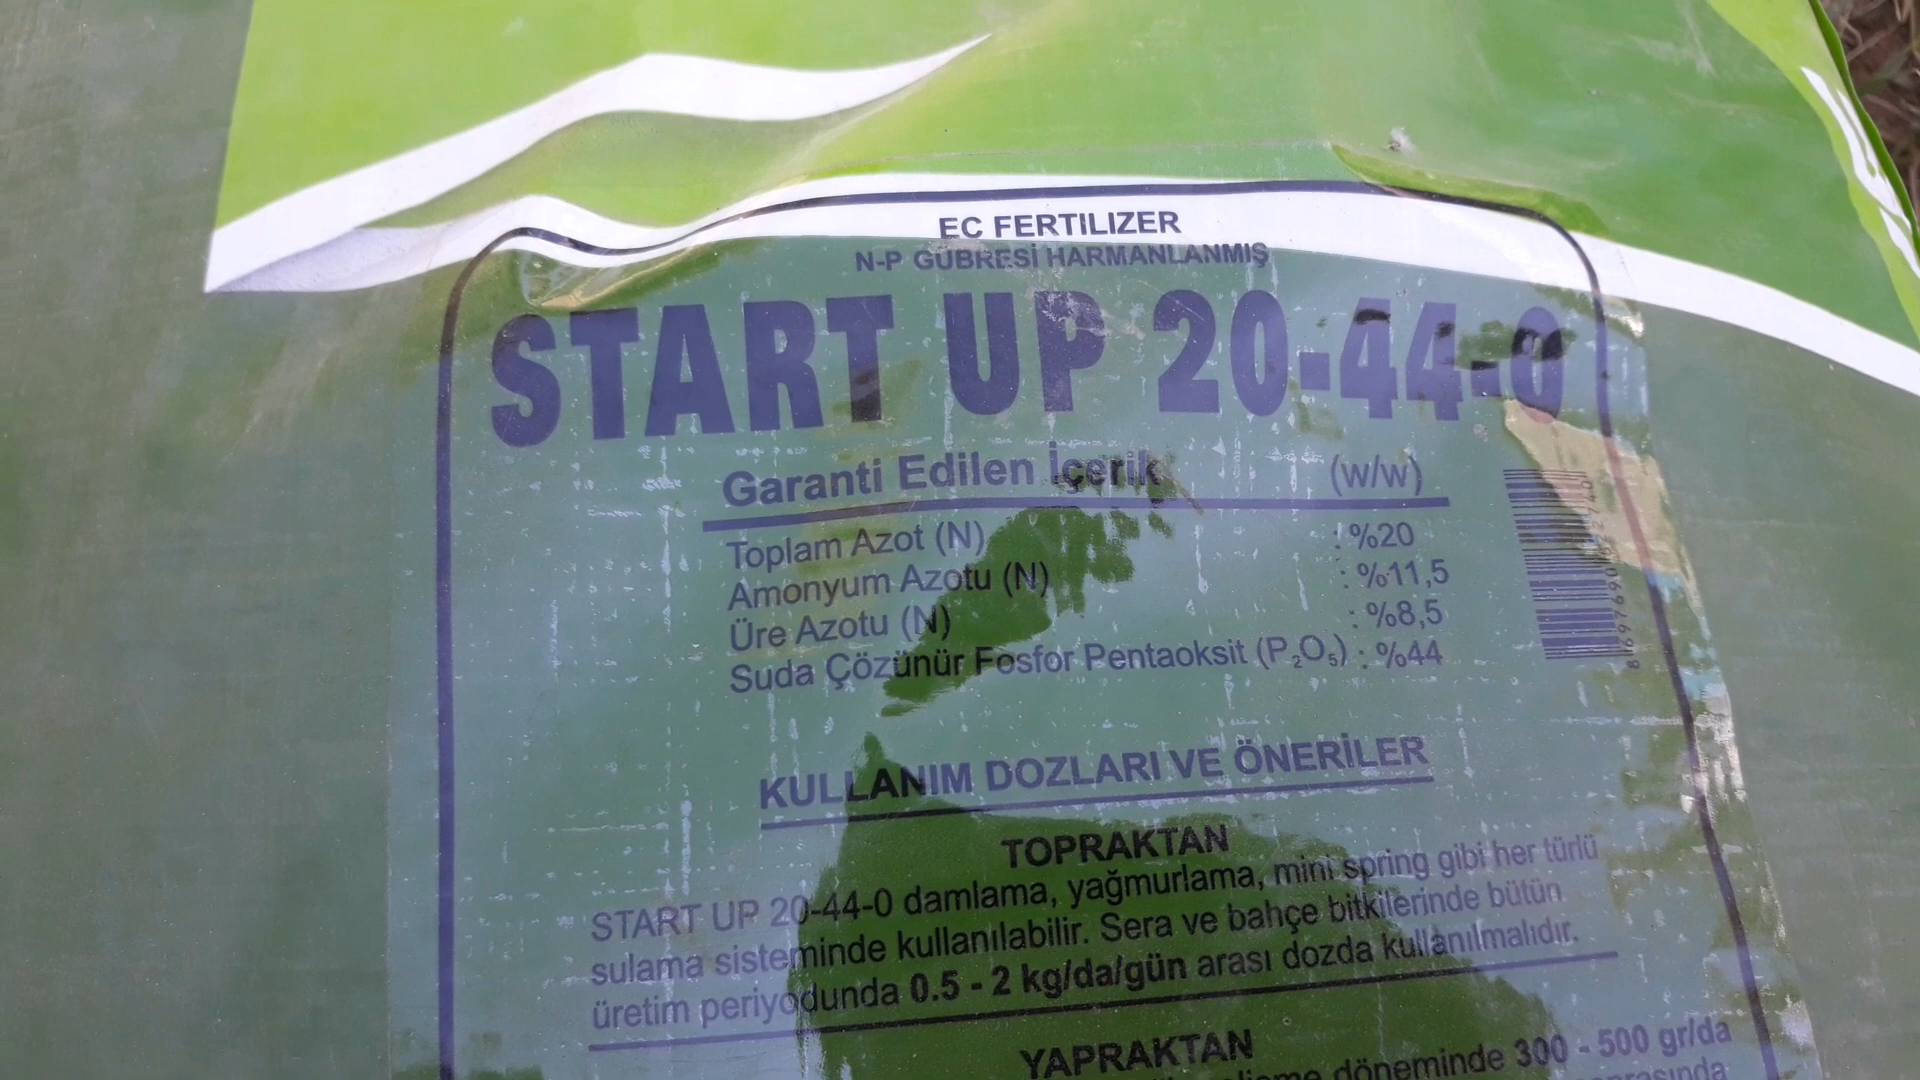 EC FERTILIZER
N-P GÜBRESİ HARMANLANMIŞ
START UP 20-44-0
Garanti Edilen İçerik (w/w)
Toplam Azot (N) : %20
Amonyum Azotu (N) : %11,5
Üre Azotu (N) : %8,5
Suda Çözünür Fosfor Pentaoksit (P₂O₅) : %44
KULLANIM DOZLARI VE ÖNERİLER
TOPRAKTAN
START UP 20-44-0 damlama, yağmurlama, mini spring gibi her türlü
sulama sisteminde kullanılabilir. Sera ve bahçe bitkilerinde bütün
üretim periyodunda 0.5 - 2 kg/da/gün arası dozda kullanılmalıdır.
YAPRAKTAN
döneminde 300 - 500 gr/da